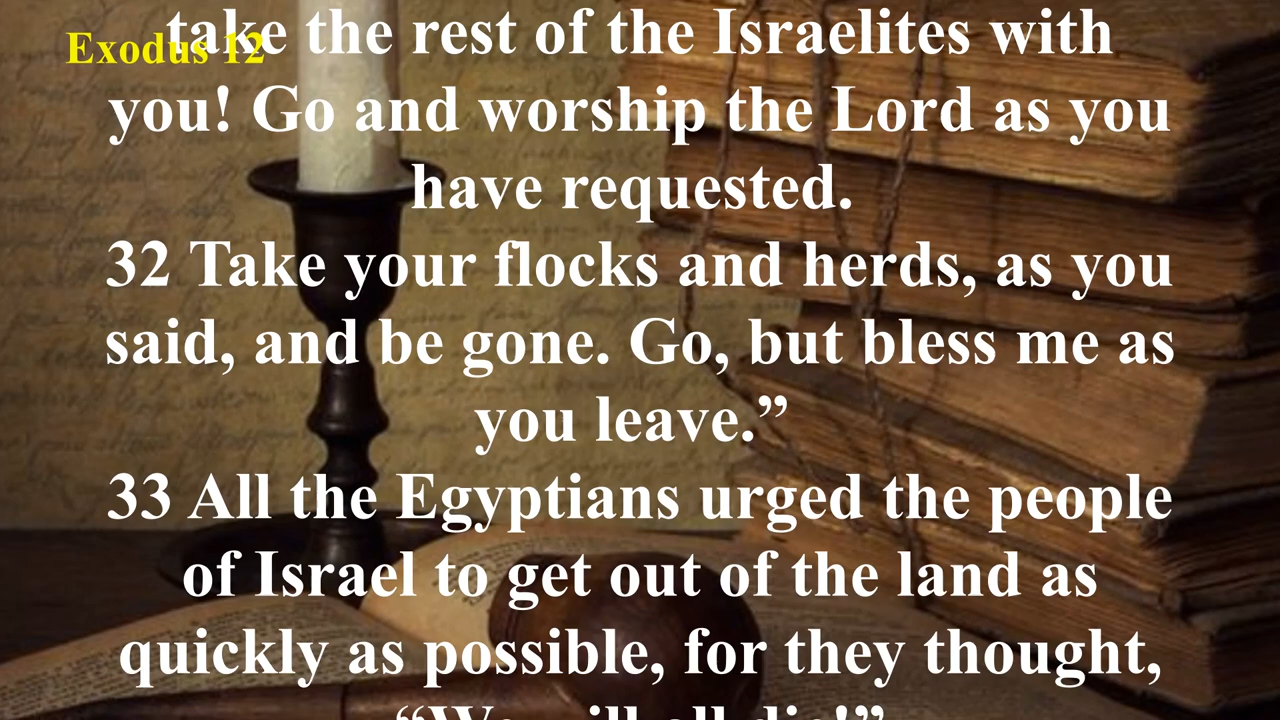 Exodus 12
take the rest of the Israelites with
you! Go and worship the Lord as you
have requested.
32 Take your flocks and herds, as you
said, and be gone. Go, but bless me as
you leave.”
33 All the Egyptians urged the people
of Israel to get out of the land as
quickly as possible, for they thought,
“We will all die!”